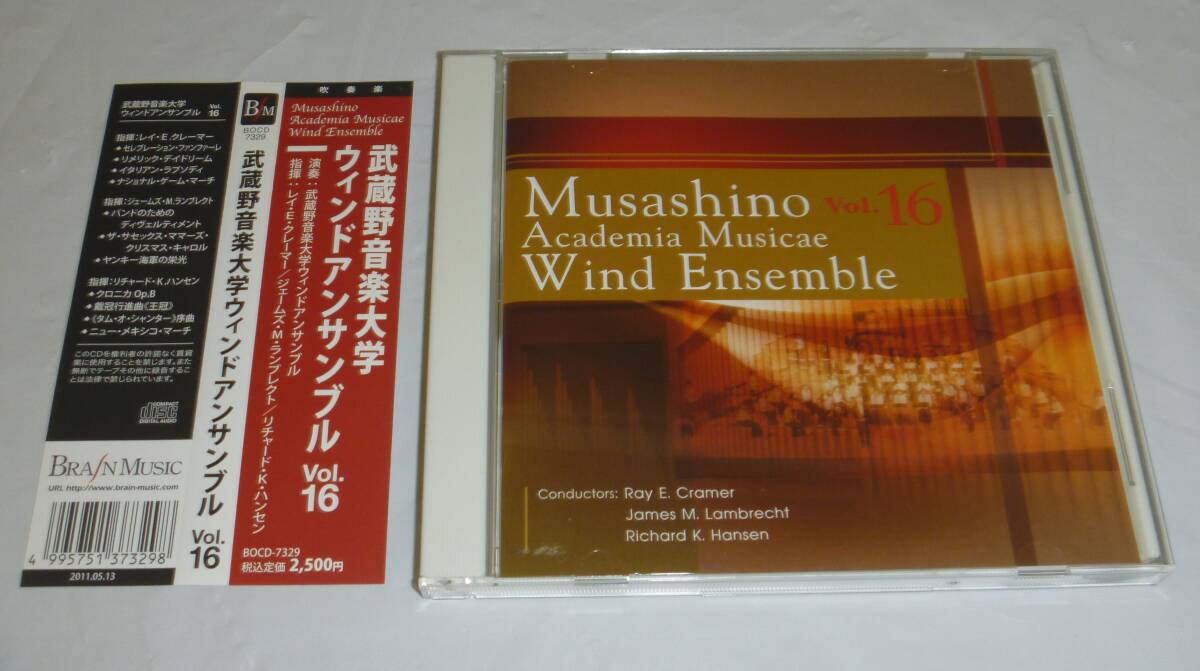 武蔵野音楽大学
ウィンドアンサンブル Vol. 16
指揮:レイ・E.クレーマー
◆セレブレーション・ファンファーレ
◆リメリック・デイドリーム
◆イタリアン・ラプソディ
◆ナショナル・ゲーム・マーチ
指揮:ジェームズ・M.ランブレクト
◆バンドのための
ディヴェルティメント
◆ザ・サセックス・ママーズ・
クリスマス・キャロル
◆ヤンキー海軍の栄光
指揮:リチャード・K.ハンセン
◆クロニカ Op.8
◆戴冠行進曲《王冠》
◆《タム・オ・シャンター》序曲
◆ニュー・メキシコ・マーチ
このCDを権利者の許諾なく賃貸
業に使用することを禁じます。また
無断でテープその他に録音するこ
とは法律で禁じられています。
COMPACT
disc
DIGITAL AUDIO
BRAIN MUSIC
URL http://www.brain-music.com
4 995751 373298
2011.05.13
B/M
BOCD
7329
武蔵野音楽大学ウィンドアンサンブル
Vol.
16
吹奏楽
Musashino
Academia Musicae
Wind Ensemble
武蔵野音楽大学
ウィンドアンサンブル Vol. 16
演奏:武蔵野音楽大学ウィンドアンサンブル
指揮:レイ・E・クレーマー/ジェームズ・M・ランブレクト/リチャード・K・ハンセン
BOCD-7329
税込定価 2,500円
Musashino Vol. 16
Academia Musicae
Wind Ensemble
Conductors: Ray E. Cramer
James M. Lambrecht
Richard K. Hansen